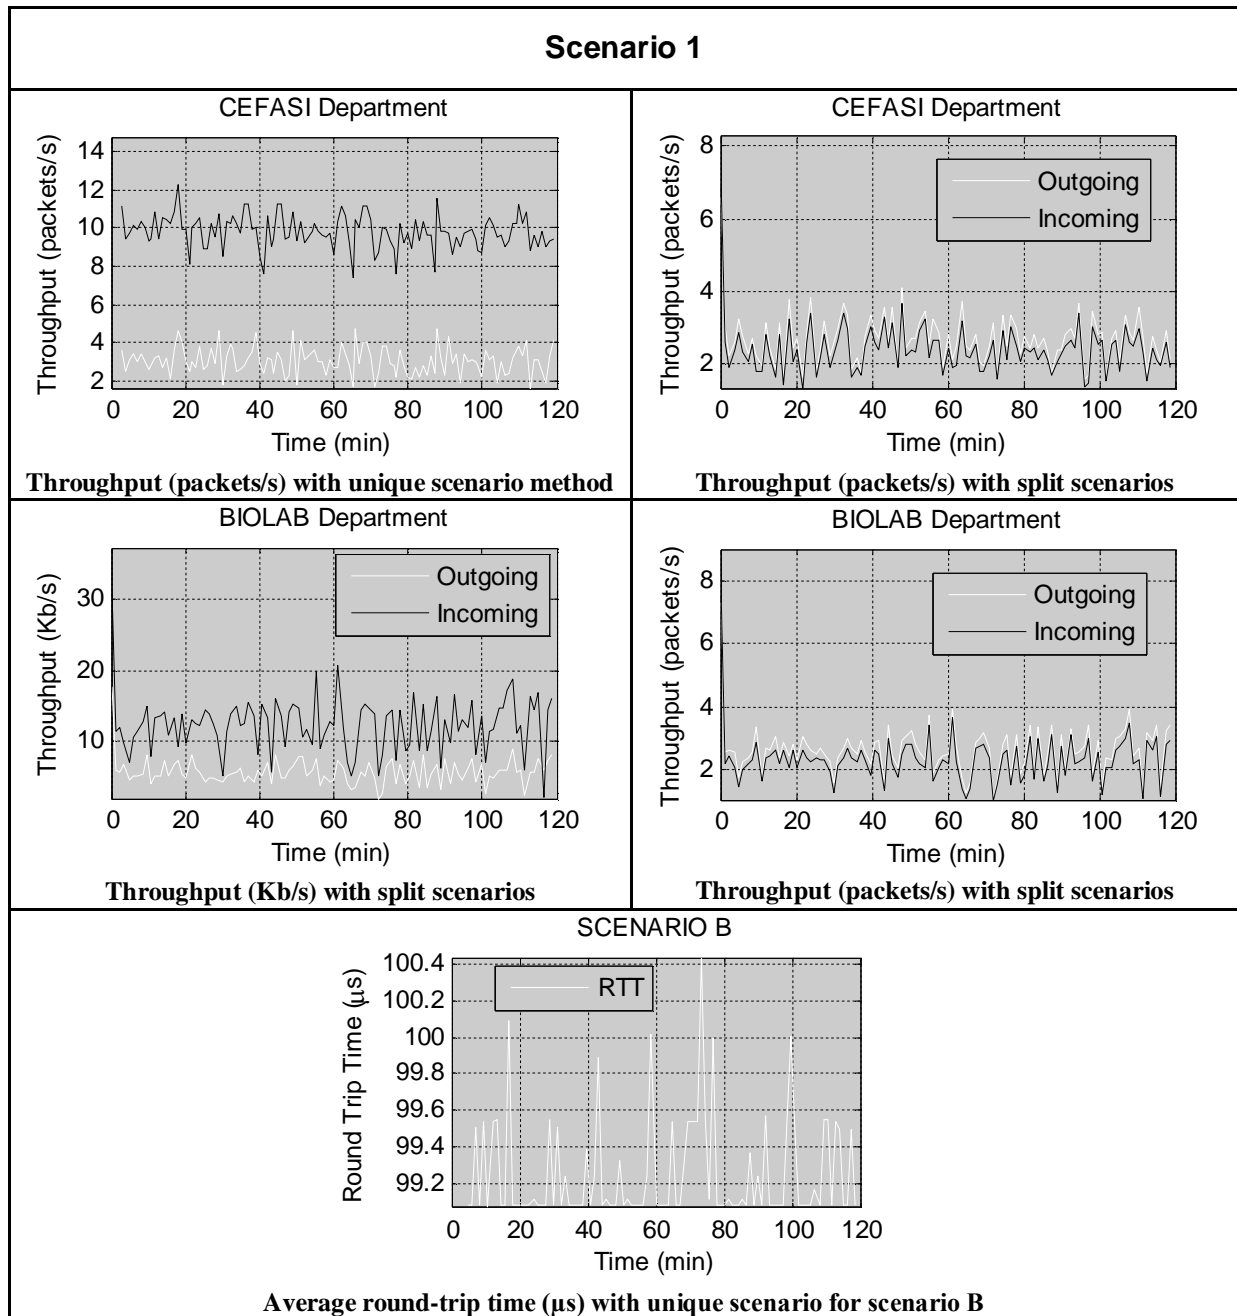 Scenario 1
CEFASI Department
14
12
10
8
6
4
2
Throughput (packets/s)
0 20 40 60 80 100 120
Time (min)
Throughput (packets/s) with unique scenario method
CEFASI Department
8
6
4
2
Throughput (packets/s)
Outgoing
Incoming
0 20 40 60 80 100 120
Time (min)
Throughput (packets/s) with split scenarios
BIOLAB Department
30
20
10
Throughput (Kb/s)
Outgoing
Incoming
0 20 40 60 80 100 120
Time (min)
Throughput (Kb/s) with split scenarios
BIOLAB Department
8
6
4
2
Throughput (packets/s)
Outgoing
Incoming
0 20 40 60 80 100 120
Time (min)
Throughput (packets/s) with split scenarios
SCENARIO B
100.4
100.2
100
99.8
99.6
99.4
99.2
Round Trip Time (μs)
RTT
0 20 40 60 80 100 120
Time (min)
Average round-trip time (μs) with unique scenario for scenario B